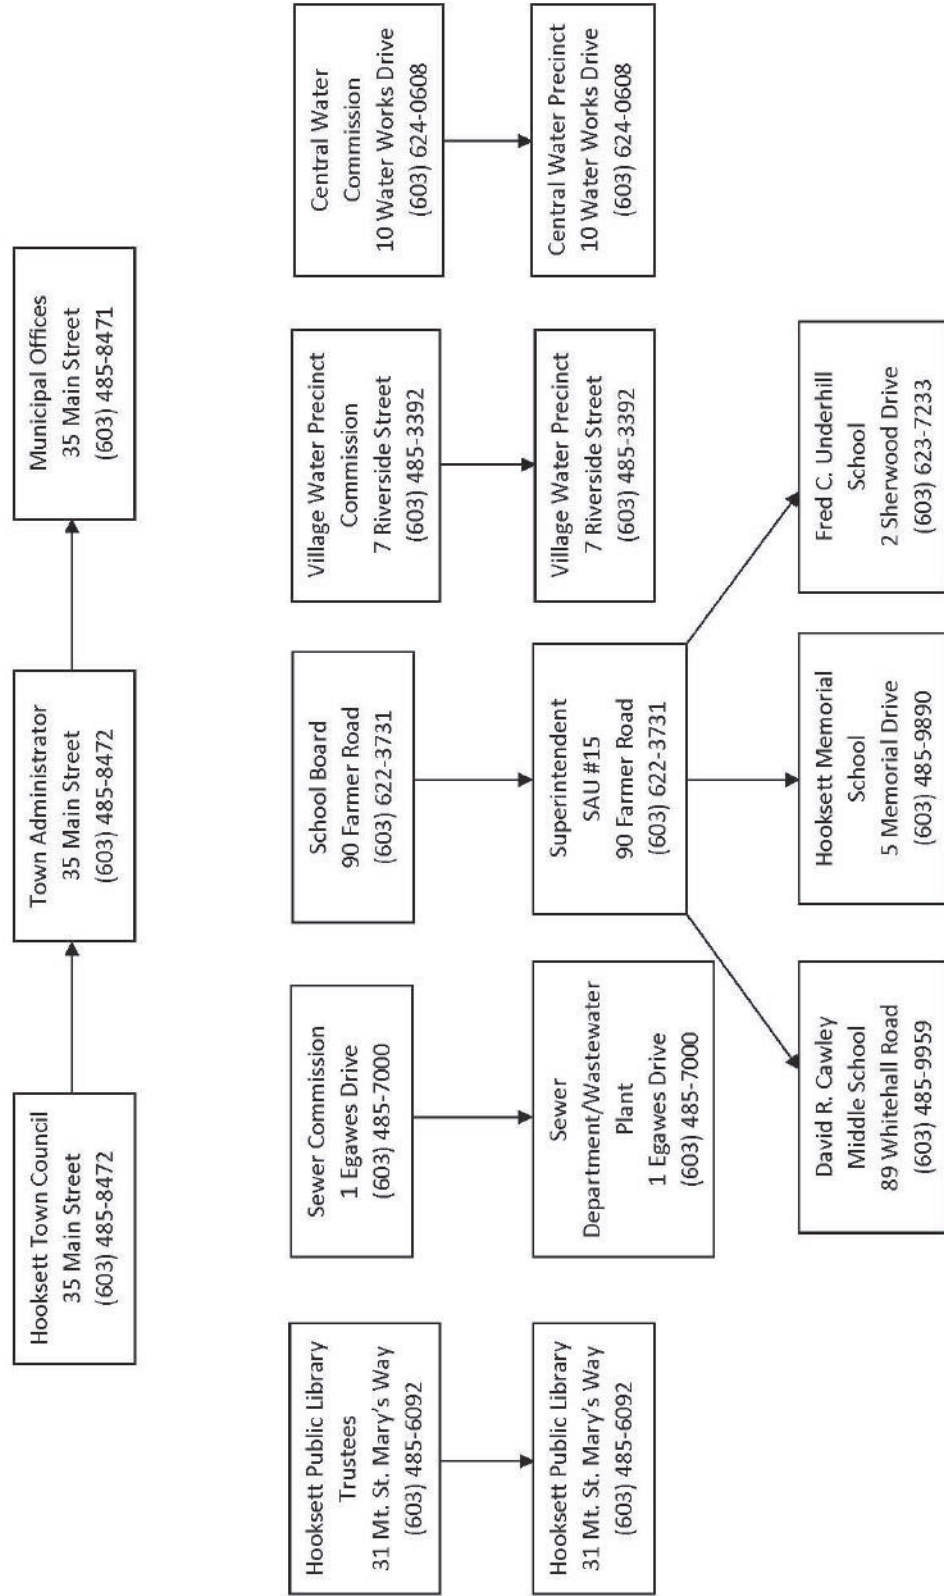 Hooksett Town Council
35 Main Street
(603) 485-8472
Town Administrator
35 Main Street
(603) 485-8472
Municipal Offices
35 Main Street
(603) 485-8471
Hooksett Public Library
Trustees
31 Mt. St. Mary's Way
(603) 485-6092
Sewer Commission
1 Egawes Drive
(603) 485-7000
School Board
90 Farmer Road
(603) 622-3731
Village Water Precinct
Commission
7 Riverside Street
(603) 485-3392
Central Water
Commission
10 Water Works Drive
(603) 624-0608
Hooksett Public Library
31 Mt. St. Mary's Way
(603) 485-6092
Sewer
Department/Wastewater
Plant
1 Egawes Drive
(603) 485-7000
Superintendent
SAU #15
90 Farmer Road
(603) 622-3731
Village Water Precinct
7 Riverside Street
(603) 485-3392
Central Water Precinct
10 Water Works Drive
(603) 624-0608
David R. Cawley
Middle School
89 Whitehall Road
(603) 485-9959
Hooksett Memorial
School
5 Memorial Drive
(603) 485-9890
Fred C. Underhill
School
2 Sherwood Drive
(603) 623-7233